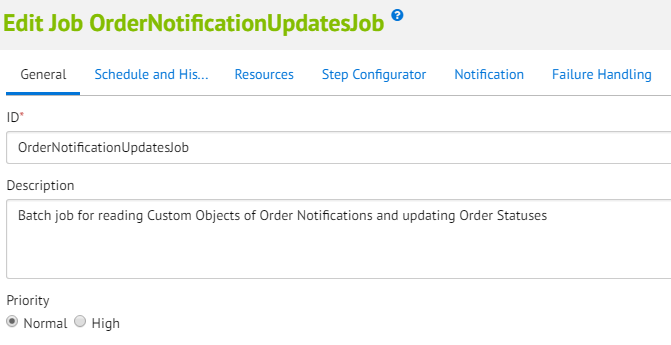 Edit Job OrderNotificationUpdatesJob ?
General Schedule and His... Resources Step Configurator Notification Failure Handling
ID*
OrderNotificationUpdatesJob
Description
Batch job for reading Custom Objects of Order Notifications and updating Order Statuses
Priority
Normal High